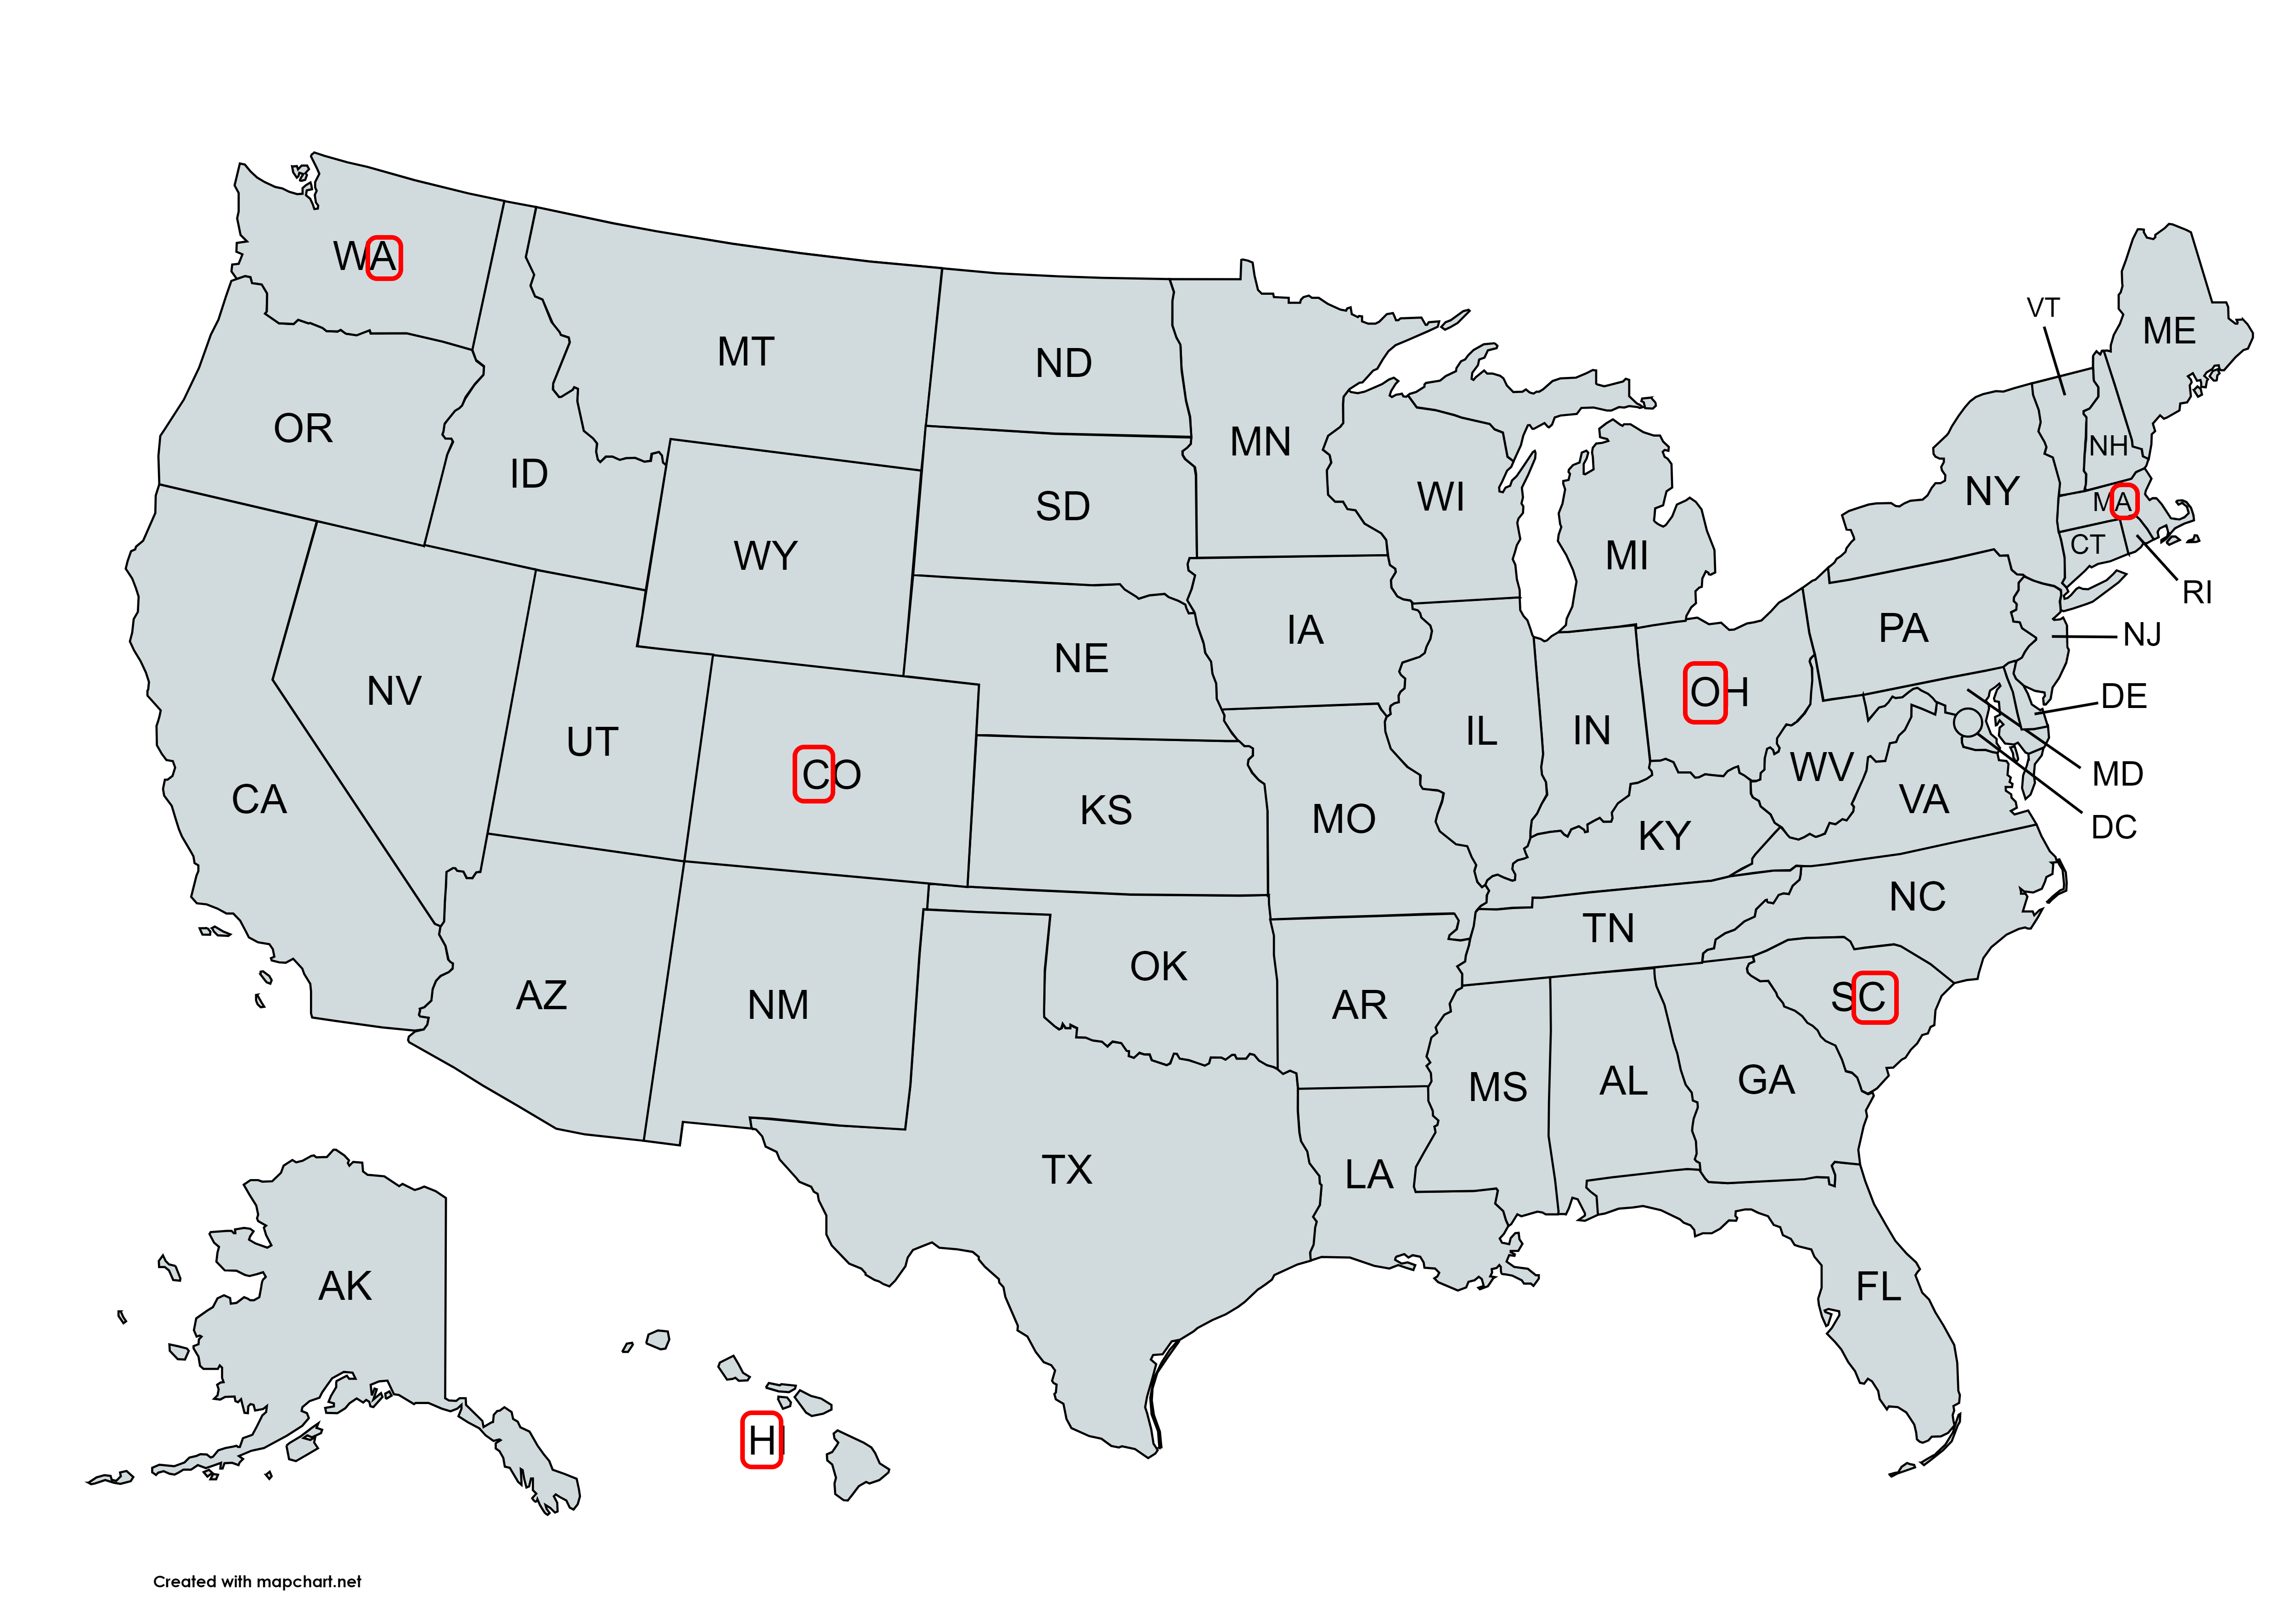 WA
VT
ME
MT
ND
OR
MN
NH
ID
WI
NY
MA
SD
CT
WY
MI
RI
IA
PA
NJ
NE
NV
OH
DE
UT
IL
IN
CO
WV
MD
CA
KS
MO
VA
DC
KY
NC
TN
OK
AZ
NM
AR
SC
MS
AL
GA
TX
LA
AK
FL
HI
Created with mapchart.net